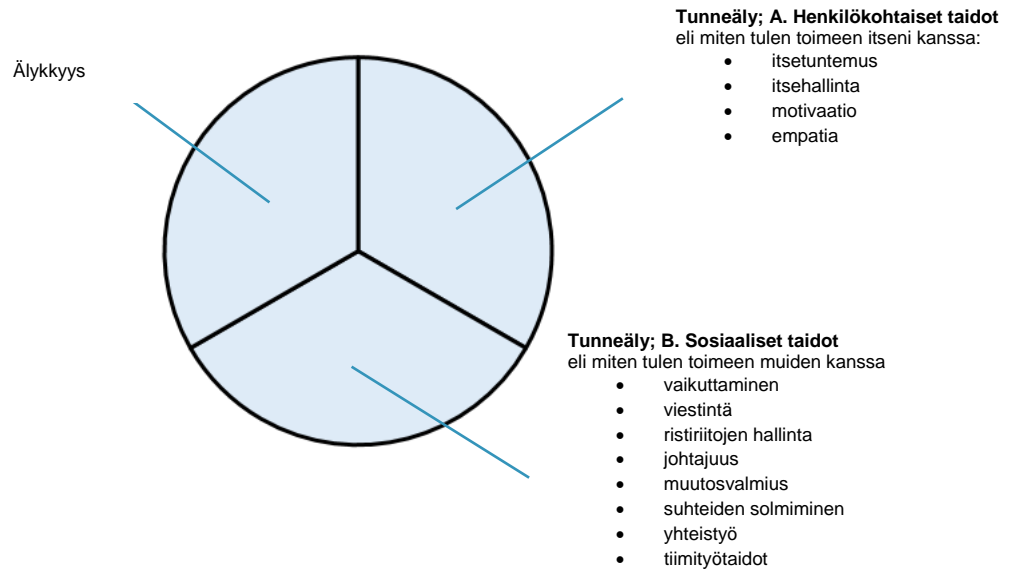 Älykkyys
Tunneäly; A. Henkilökohtaiset taidot
eli miten tulen toimeen itseni kanssa:
• itsetuntemus
• itsehallinta
• motivaatio
• empatia
Tunneäly; B. Sosiaaliset taidot
eli miten tulen toimeen muiden kanssa
• vaikuttaminen
• viestintä
• ristiriitojen hallinta
• johtajuus
• muutosvalmius
• suhteiden solmiminen
• yhteistyö
• tiimityötaidot